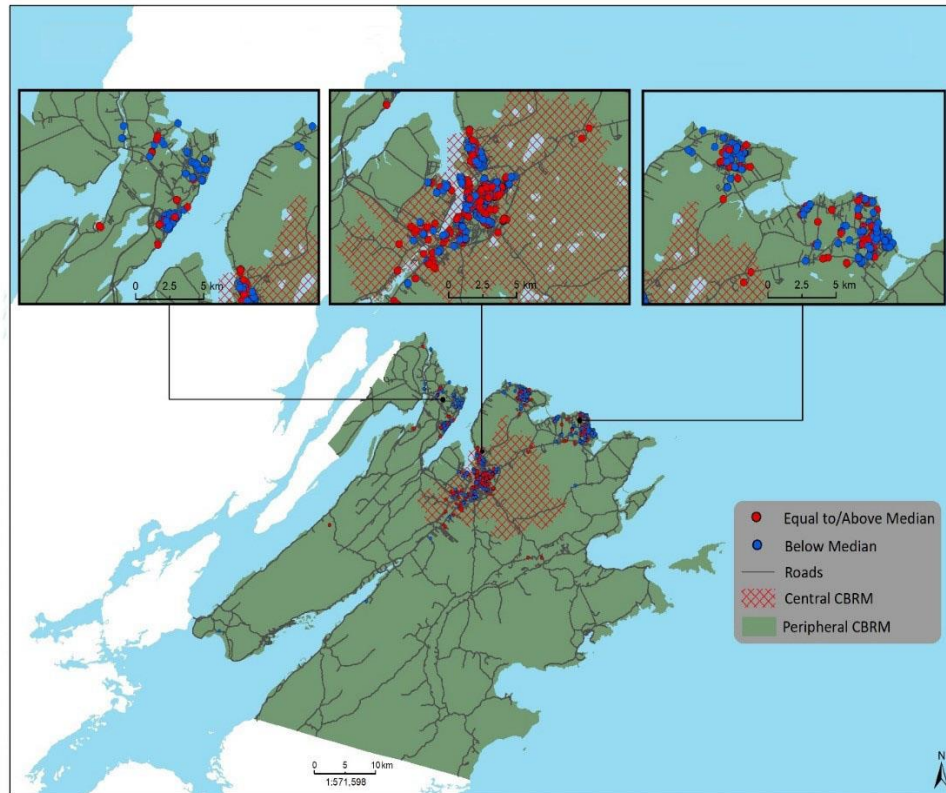 0 2.5 5 km
0 2.5 5 km
0 2.5 5 km
Equal to/Above Median
Below Median
Roads
Central CBRM
Peripheral CBRM
0 5 10 km
1:571,598
N